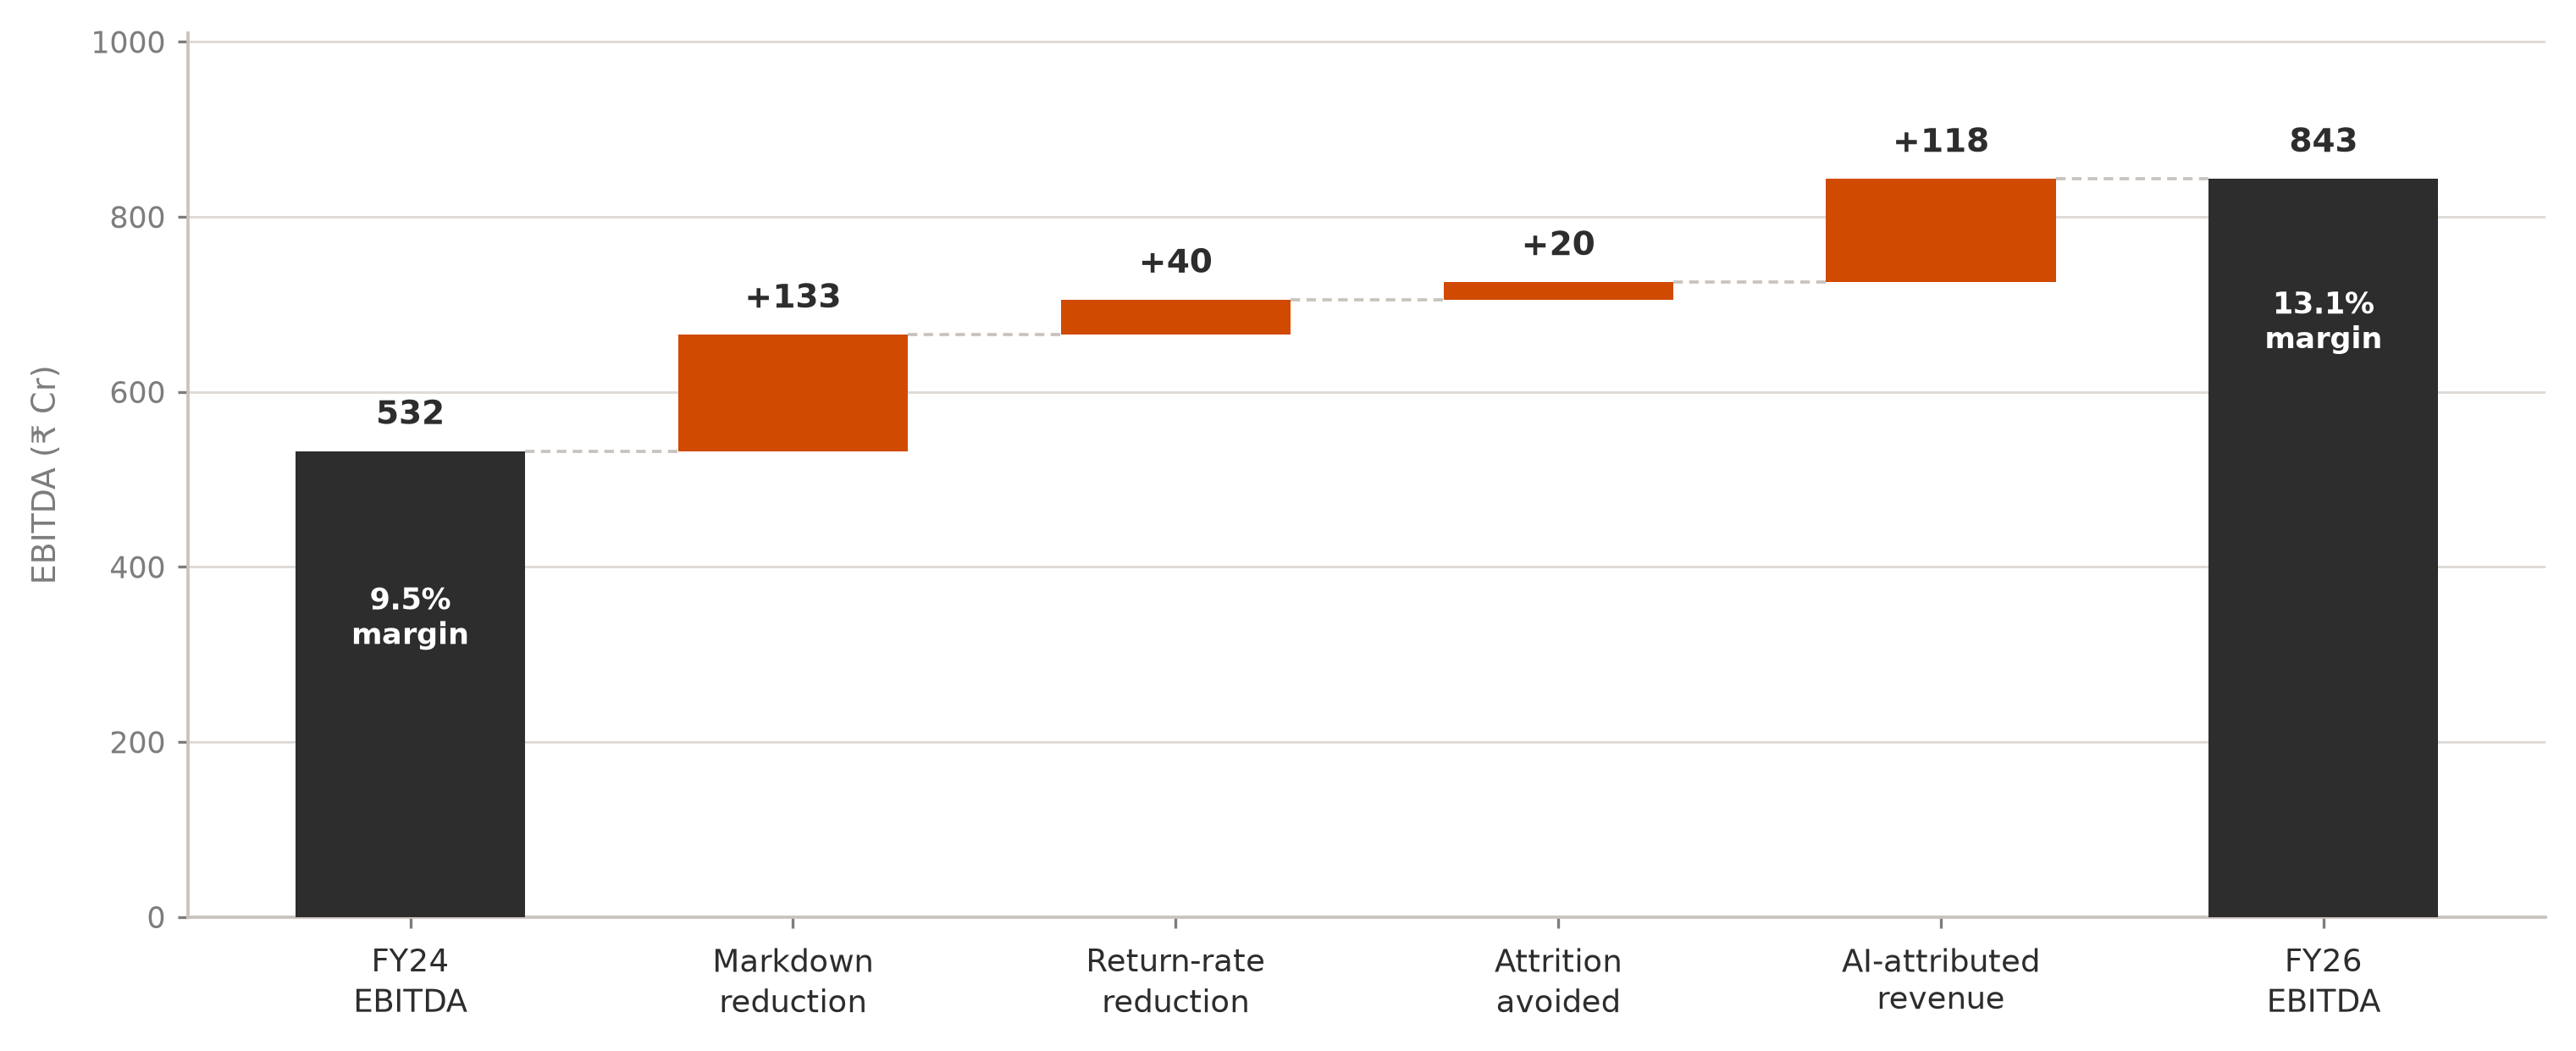 EBITDA (₹ Cr)
1000
800
600
400
200
0
532
9.5%
margin
+133
+40
+20
+118
843
13.1%
margin
FY24
EBITDA
Markdown
reduction
Return-rate
reduction
Attrition
avoided
AI-attributed
revenue
FY26
EBITDA